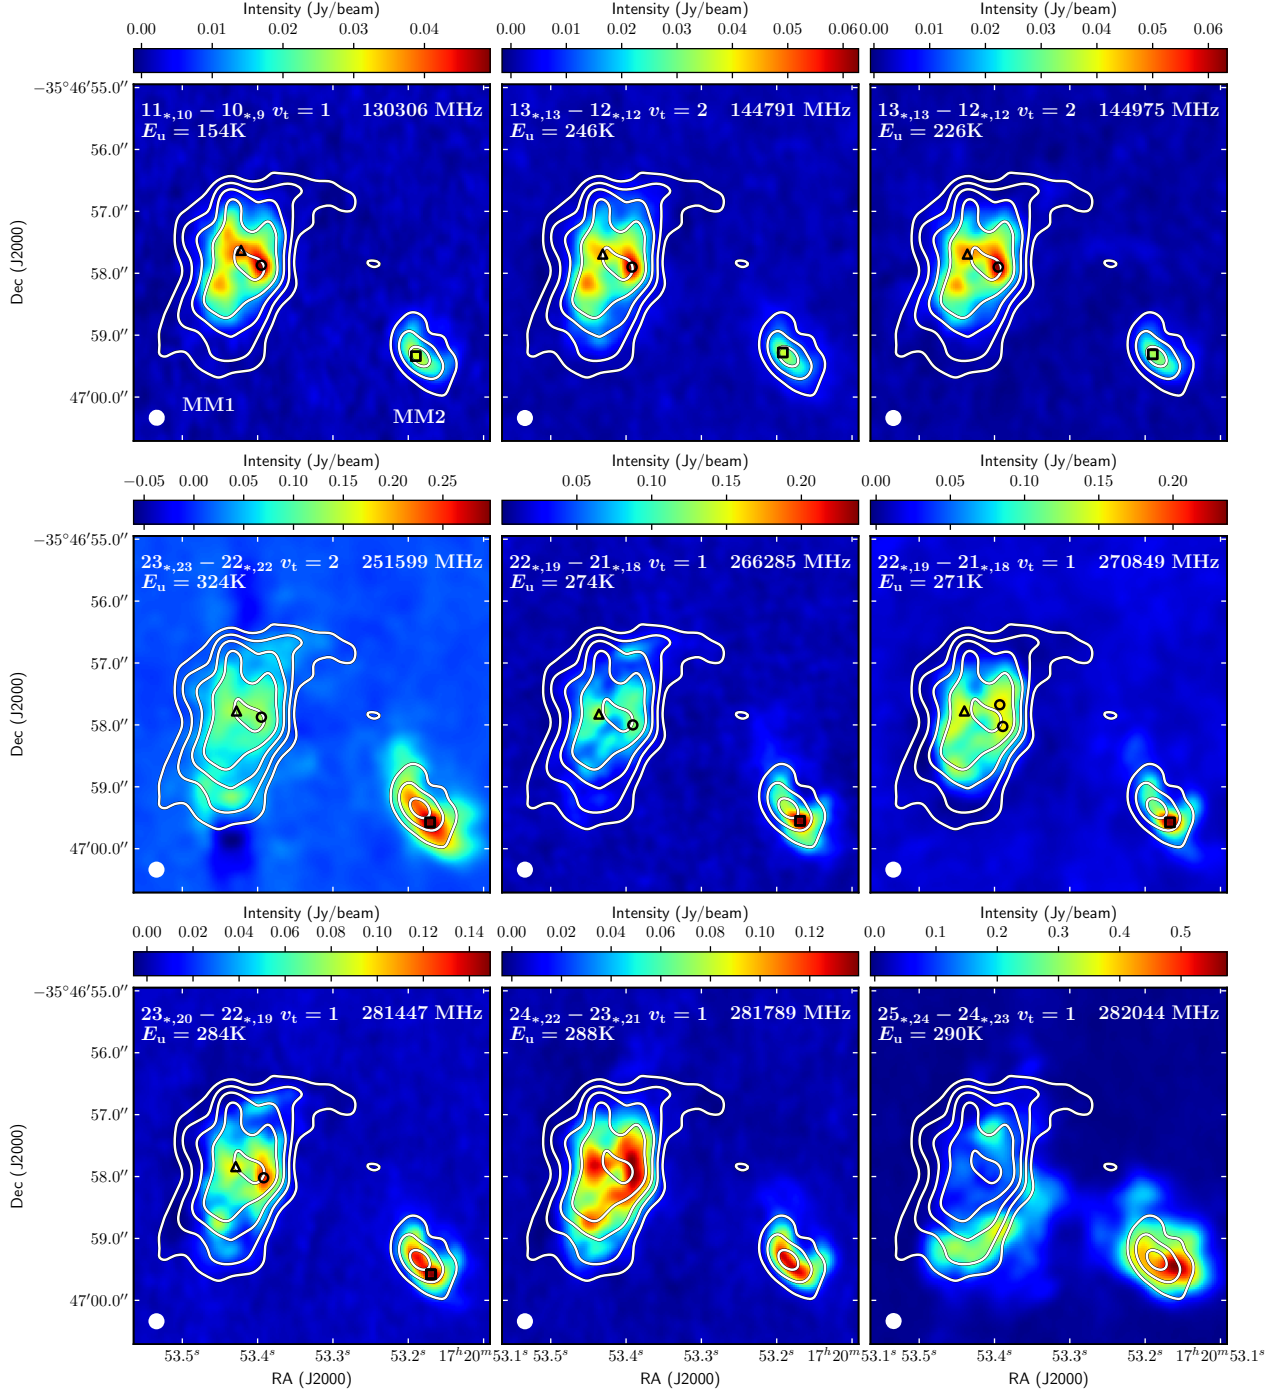 Intensity (Jy/beam) Intensity (Jy/beam) Intensity (Jy/beam)
0.00 0.01 0.02 0.03 0.04 0.00 0.01 0.02 0.03 0.04 0.05 0.06 0.00 0.01 0.02 0.03 0.04 0.05 0.06
−35°46′55.0″
11*,10 − 10*,9 vt = 1 130306 MHz 13*,13 − 12*,12 vt = 2 144791 MHz 13*,13 − 12*,12 vt = 2 144975 MHz
Eu = 154K Eu = 246K Eu = 226K
56.0″
57.0″
Dec (J2000)
58.0″
59.0″
47′00.0″
MM1 MM2
Intensity (Jy/beam) Intensity (Jy/beam) Intensity (Jy/beam)
−0.05 0.00 0.05 0.10 0.15 0.20 0.25 0.05 0.10 0.15 0.20 0.00 0.05 0.10 0.15 0.20
−35°46′55.0″
23*,23 − 22*,22 vt = 2 251599 MHz 22*,19 − 21*,18 vt = 1 266285 MHz 22*,19 − 21*,18 vt = 1 270849 MHz
Eu = 324K Eu = 274K Eu = 271K
56.0″
57.0″
Dec (J2000)
58.0″
59.0″
47′00.0″
Intensity (Jy/beam) Intensity (Jy/beam) Intensity (Jy/beam)
0.00 0.02 0.04 0.06 0.08 0.10 0.12 0.14 0.00 0.02 0.04 0.06 0.08 0.10 0.12 0.0 0.1 0.2 0.3 0.4 0.5
−35°46′55.0″
23*,20 − 22*,19 vt = 1 281447 MHz 24*,22 − 23*,21 vt = 1 281789 MHz 25*,24 − 24*,23 vt = 1 282044 MHz
Eu = 284K Eu = 288K Eu = 290K
56.0″
57.0″
Dec (J2000)
58.0″
59.0″
47′00.0″
53.5s 53.4s 53.3s 53.2s 17h20m53.1s 53.5s 53.4s 53.3s 53.2s 17h20m53.1s 53.5s 53.4s 53.3s 53.2s 17h20m53.1s
RA (J2000) RA (J2000) RA (J2000)